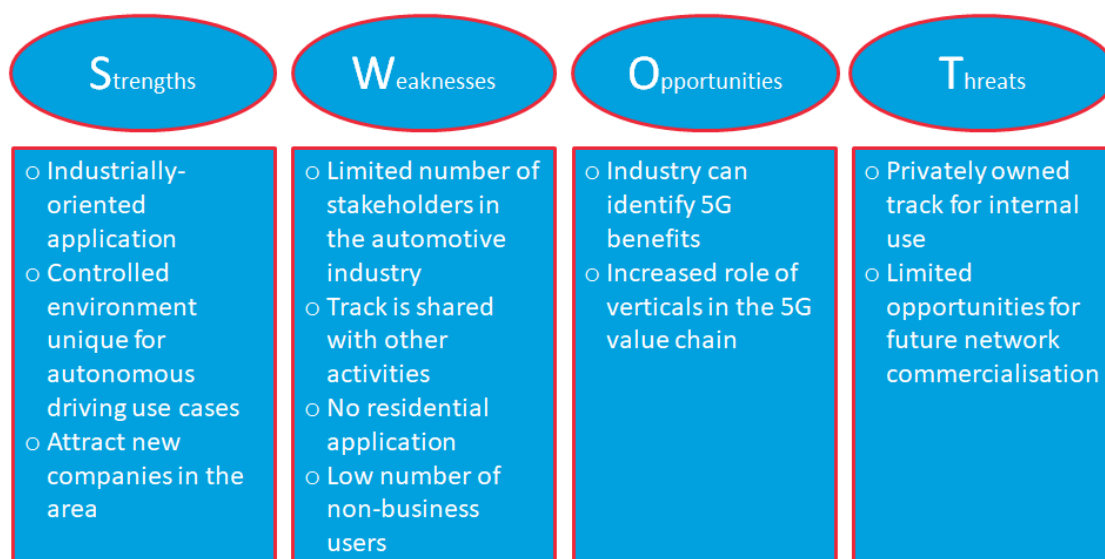 Strengths
Weaknesses
Opportunities
Threats
o Industrially-
oriented
application
o Controlled
environment
unique for
autonomous
driving use cases
o Attract new
companies in the
area
o Limited number of
stakeholders in
the automotive
industry
o Track is shared
with other
activities
o No residential
application
o Low number of
non-business
users
o Industry can
identify 5G
benefits
o Increased role of
verticals in the 5G
value chain
o Privately owned
track for internal
use
o Limited
opportunities for
future network
commercialisation